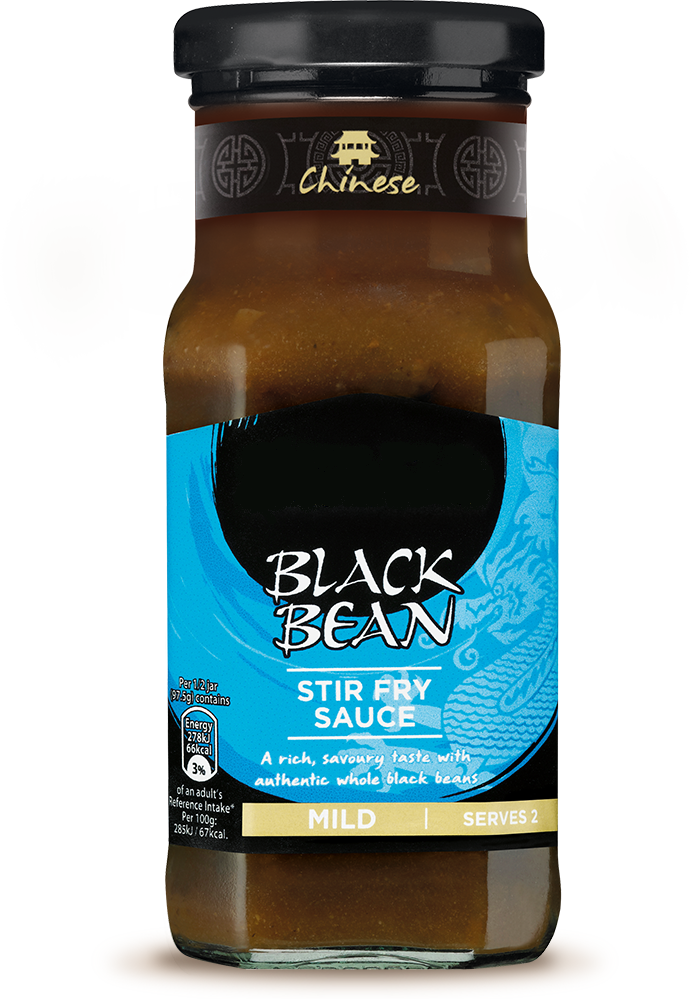 Chinese
BLACK
BEAN
STIR FRY
SAUCE
A rich, savoury taste with
authentic whole black beans
Per 1/2 jar
(97.5g) contains
Energy
278kJ
66kcal
3%
of an adult's
Reference Intake*
Per 100g:
285kJ / 67kcal.
MILD | SERVES 2